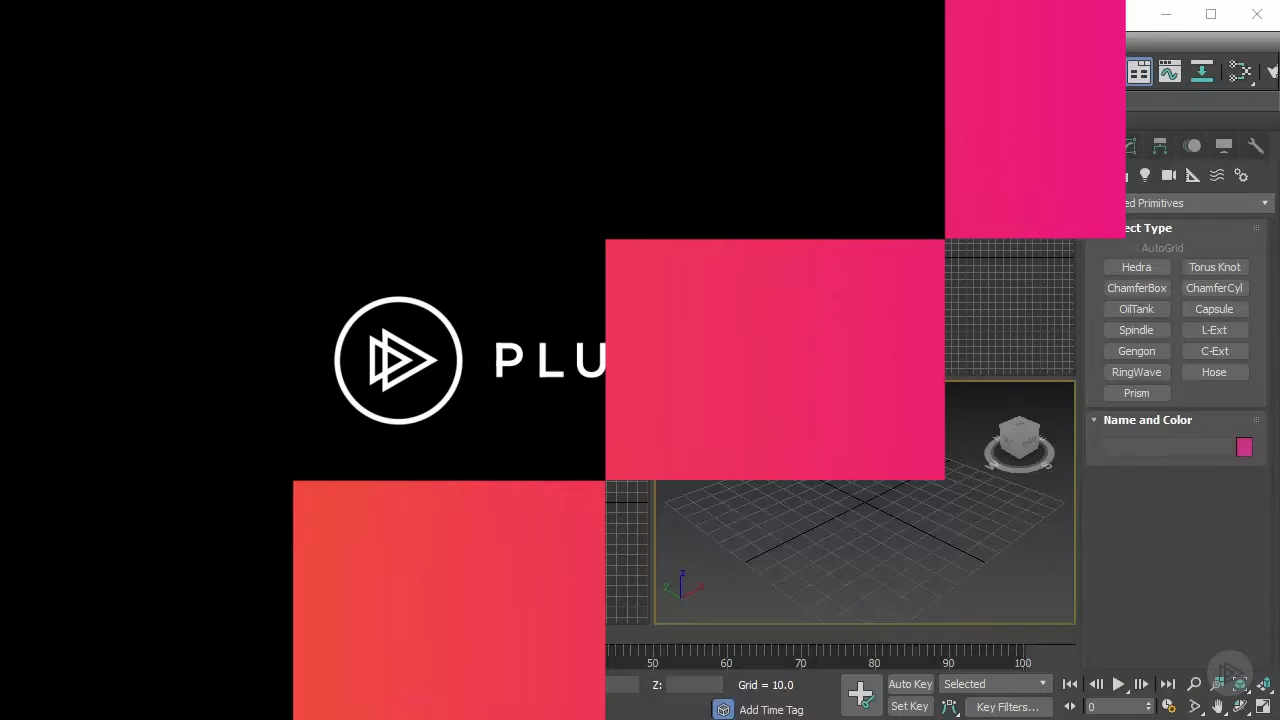 PLU
ed Primitives
ect Type
AutoGrid
Hedra Torus Knot
ChamferBox ChamferCyl
OilTank Capsule
Spindle L-Ext
Gengon C-Ext
RingWave Hose
Prism
Name and Color
z
y x
50 60 70 80 90 100
Z: Grid = 10.0 Auto Key Selected
Add Time Tag Set Key Key Filters... 0